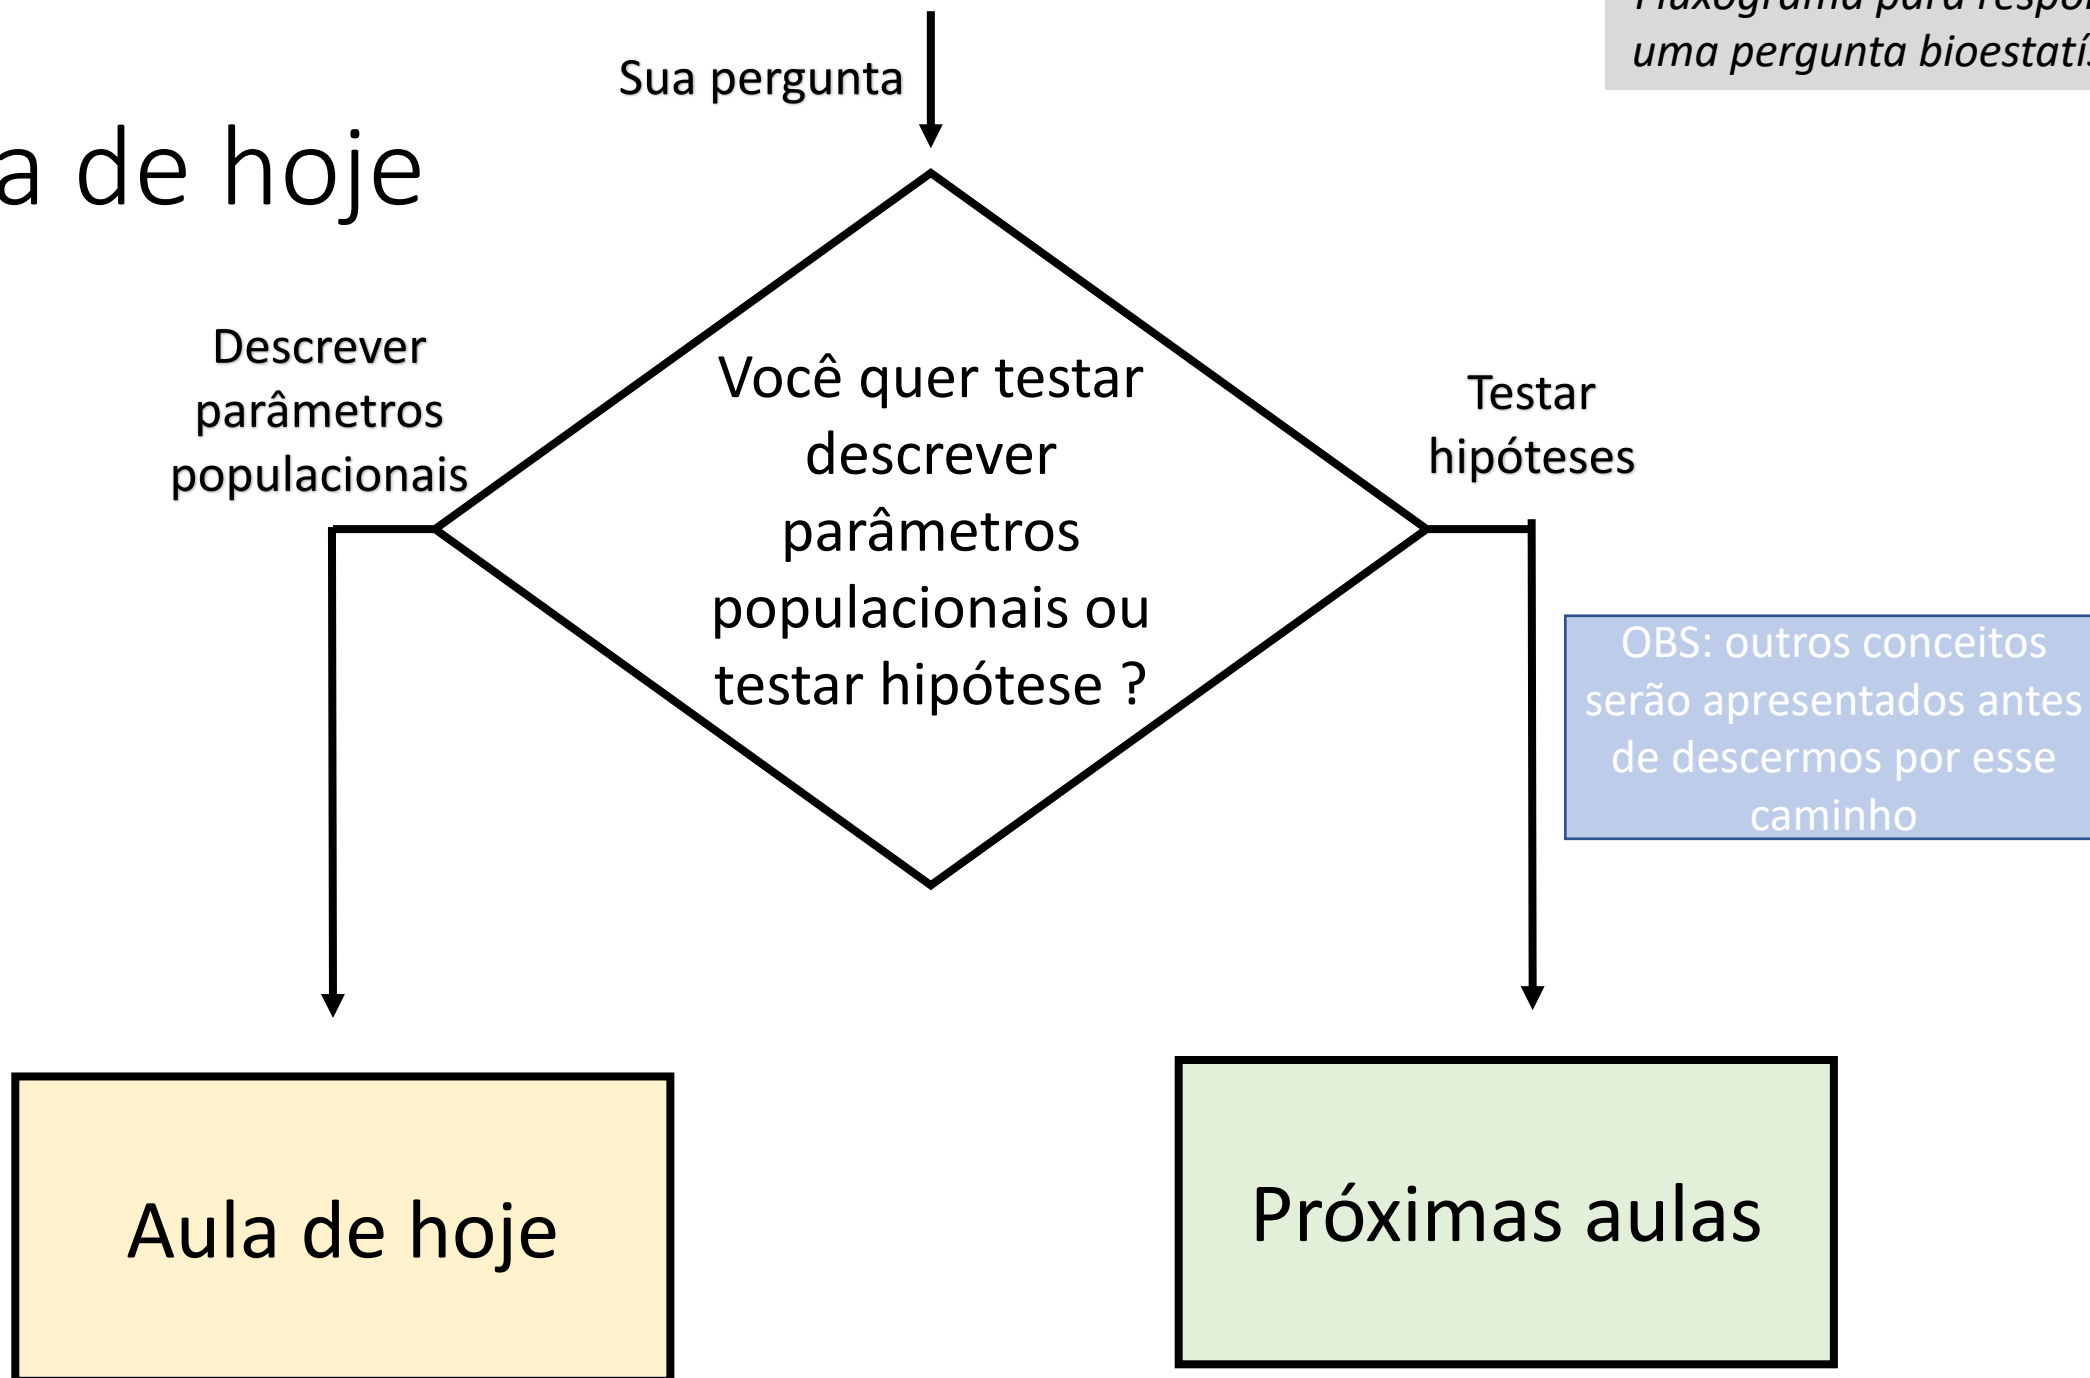 uma pergunta
Sua pergunta
a de hoje
Descrever
parâmetros
populacionais
Você quer testar
descrever
parâmetros
populacionais ou
testar hipótese ?
Testar
hipóteses
OBS: outros conceitos
serão apresentados antes
de descermos por esse
caminho
Aula de hoje
Próximas aulas